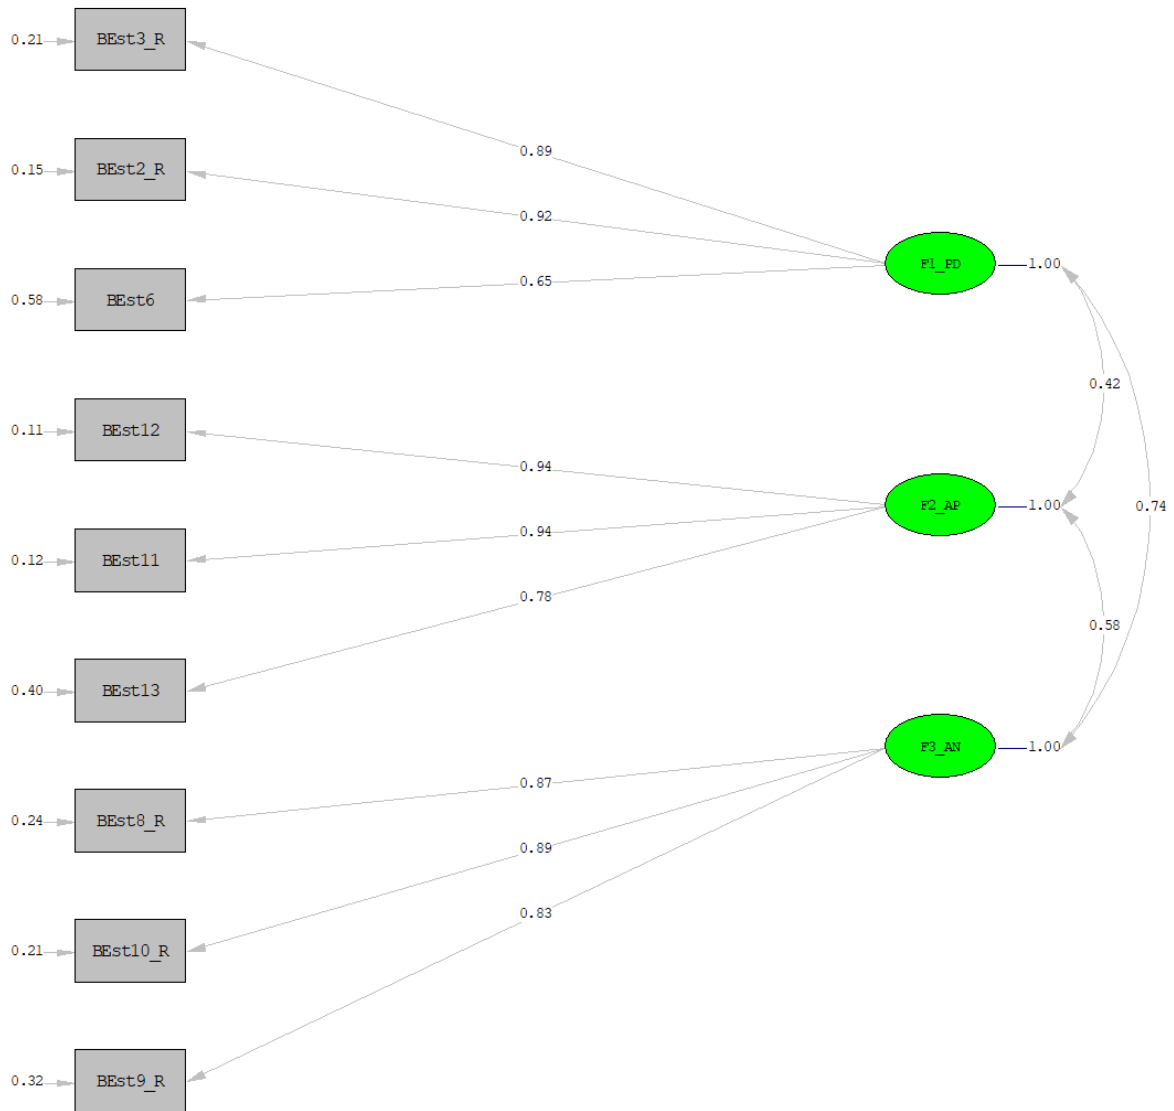 0.21 BEst3_R
0.89
0.15 BEst2_R
0.92
F1_PD 1.00
0.65
0.58 BEst6
0.42
0.11 BEst12
0.94
F2_AP 1.00
0.74
0.94
0.12 BEst11
0.78
0.58
0.40 BEst13
F3_AN 1.00
0.87
0.24 BEst8_R
0.89
0.83
0.21 BEst10_R
0.32 BEst9_R